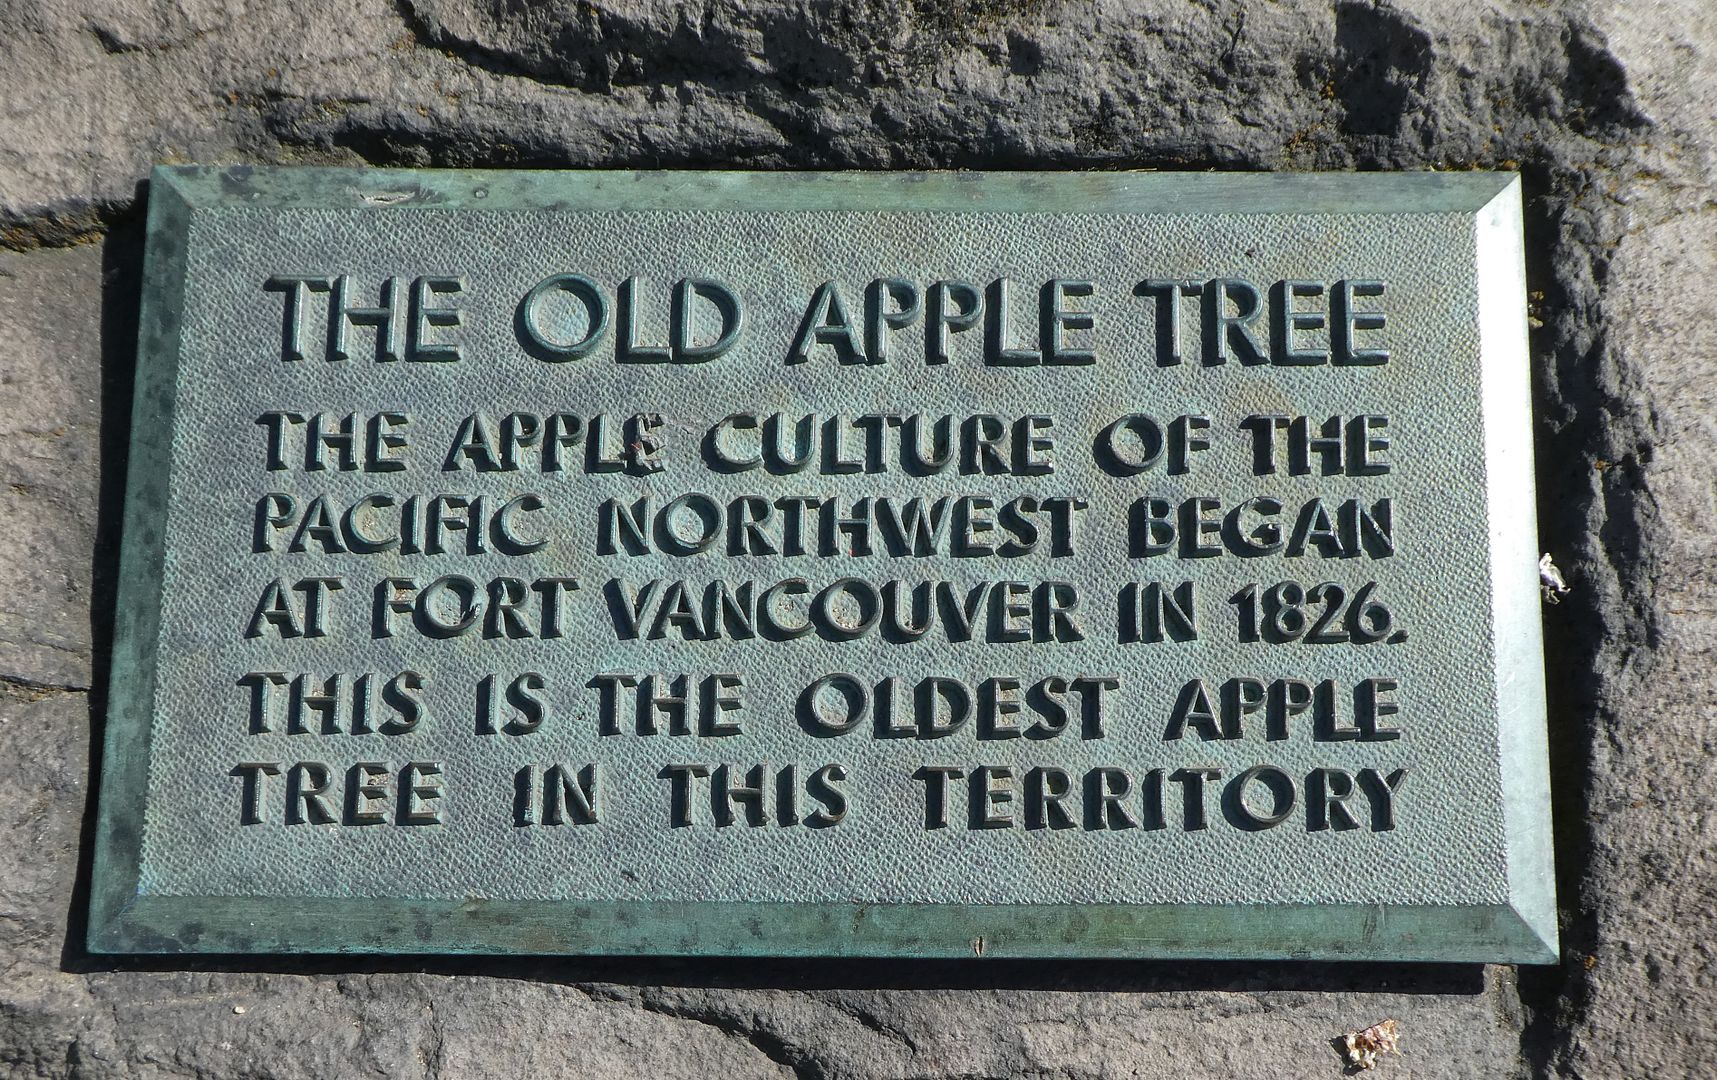 THE OLD APPLE TREE
THE APPLE CULTURE OF THE
PACIFIC NORTHWEST BEGAN
AT FORT VANCOUVER IN 1826.
THIS IS THE OLDEST APPLE
TREE IN THIS TERRITORY